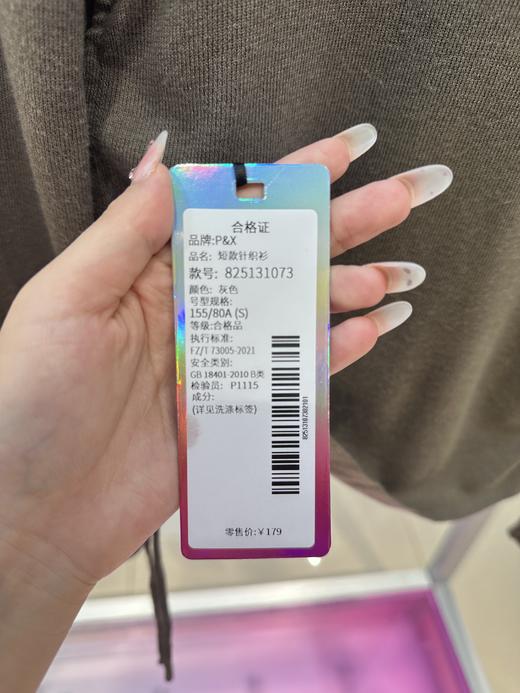 合格证
品牌:P&X
品名: 短款针织衫
款号: 825131073
颜色: 灰色
号型规格:
155/80A (S)
等级:合格品
执行标准:
FZ/T 73005-2021
安全类别:
GB 18401-2010 B类
检验员: P1115
成分:
(详见洗涤标签)
82513107302101
零售价:￥179